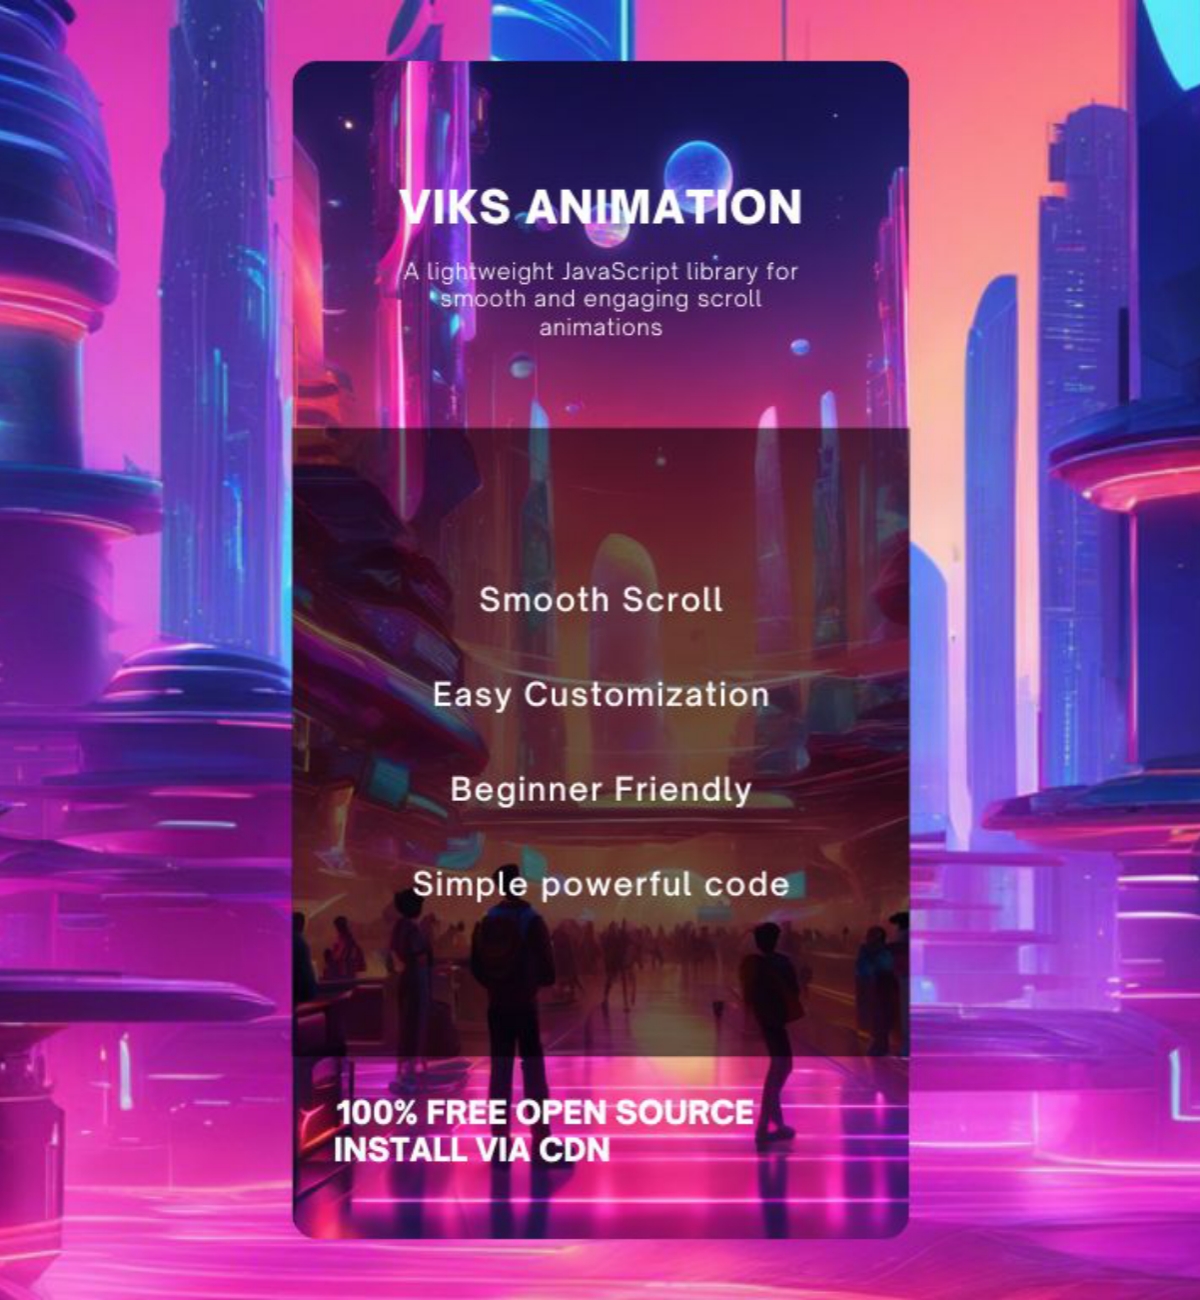 VIKS ANIMATION
A lightweight JavaScript library for
smooth and engaging scroll
animations
Smooth Scroll
Easy Customization
Beginner Friendly
Simple powerful code
100% FREE OPEN SOURCE
INSTALL VIA CDN